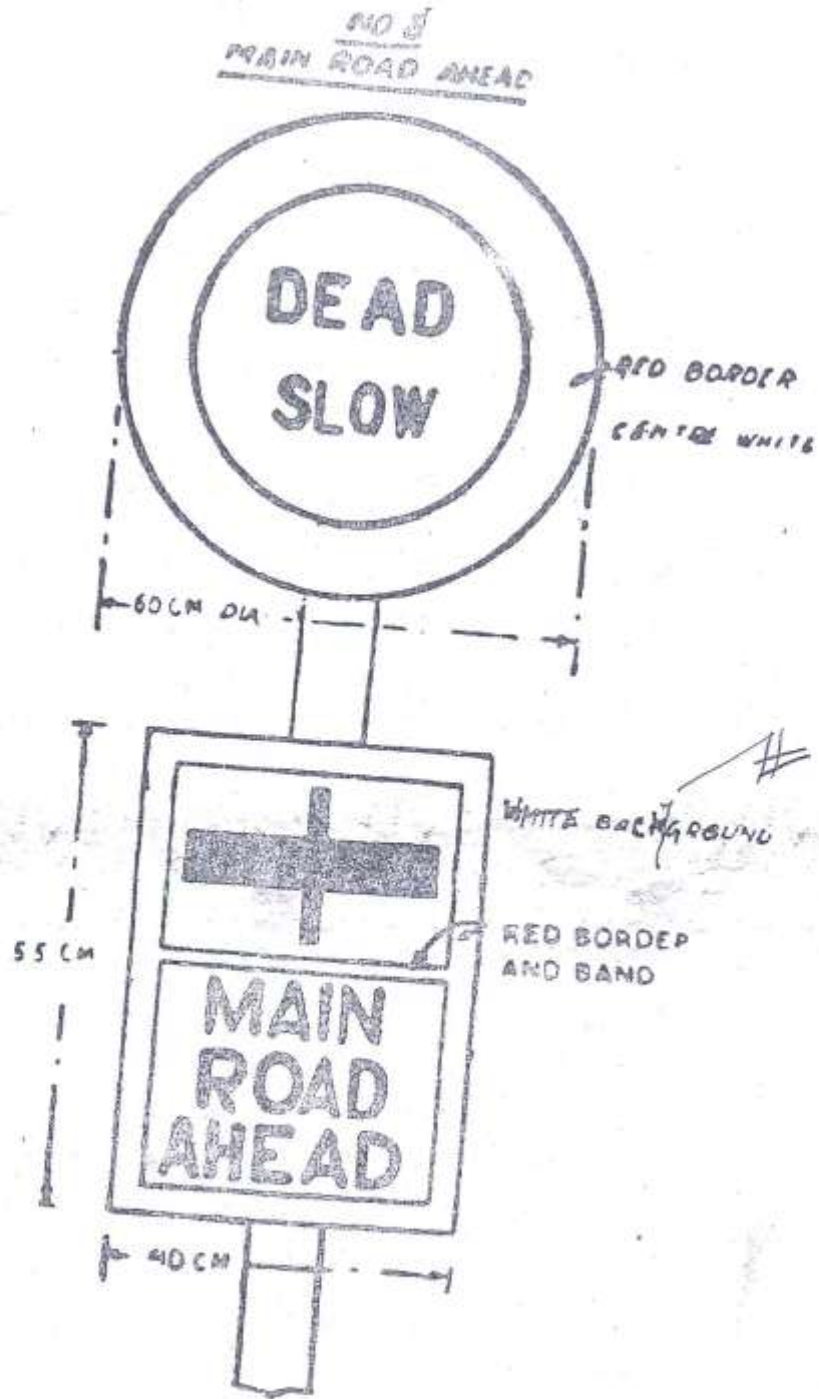 NO
MAIN ROAD AHEAD
DEAD
SLOW
RED BORDER
CENTRE WHITE
60 CM DIA
WHITE BACKGROUND
55 CM
RED BORDER
AND BAND
MAIN
ROAD
AHEAD
40 CM